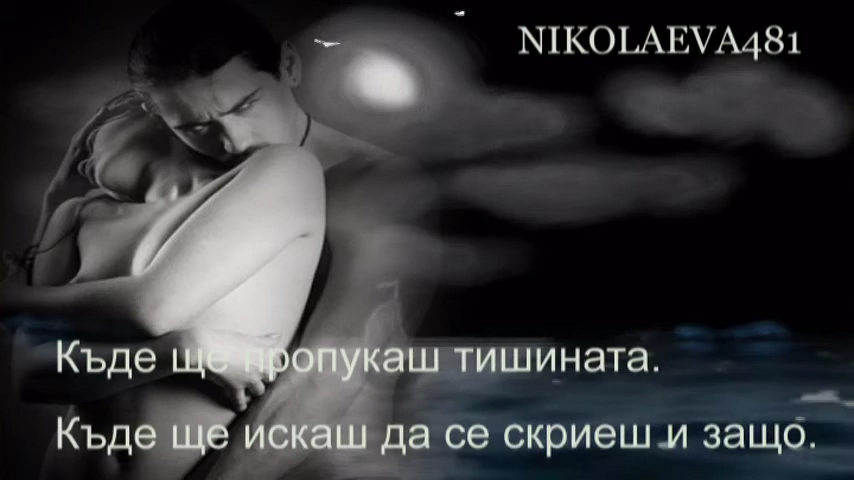 NIKOLAEVA481
Къде ще пропукаш тишината.
Къде ще искаш да се скриеш и защо.